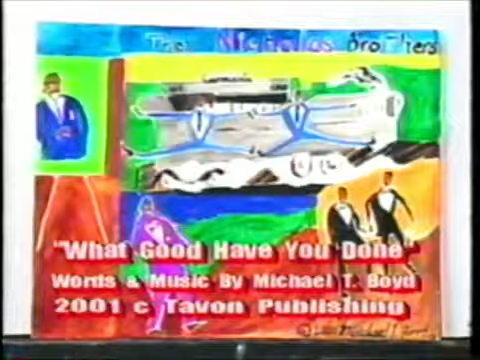 The Nicholas Brothers
"What Good Have You Done"
Words & Music By Michael T. Boyd
2001 c Tavon Publishing